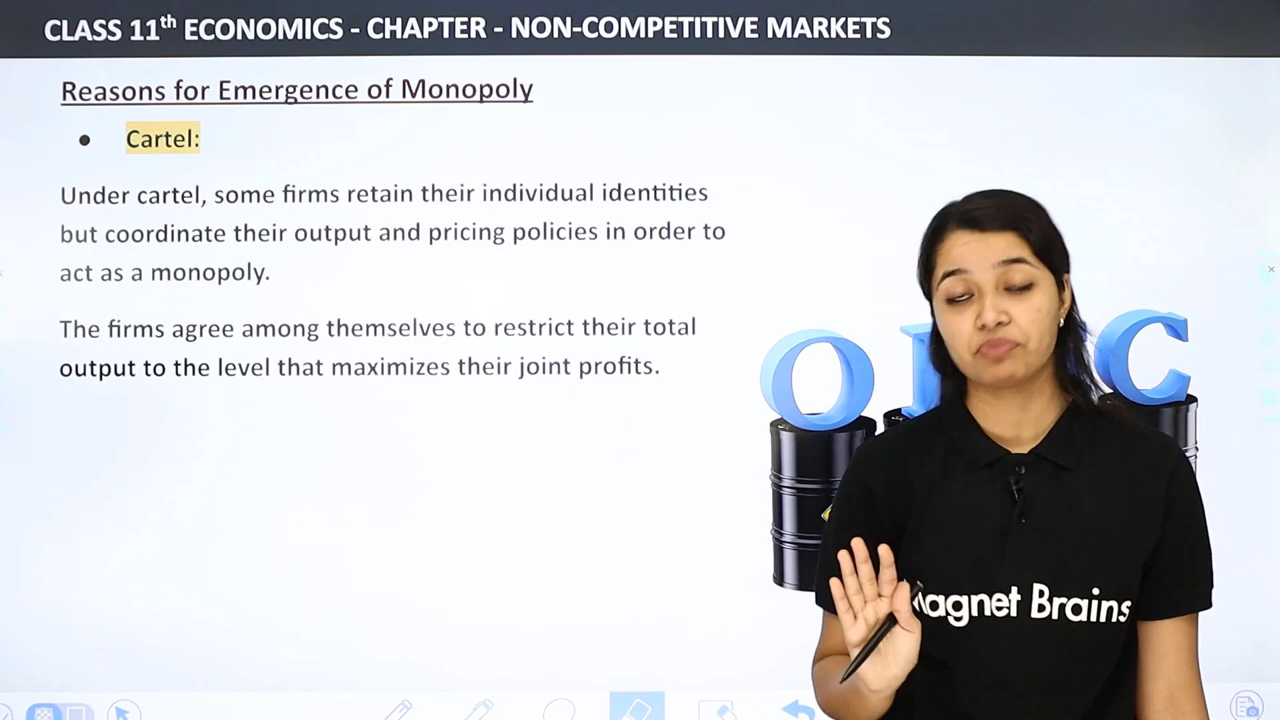 CLASS 11th ECONOMICS - CHAPTER - NON-COMPETITIVE MARKETS
Reasons for Emergence of Monopoly
● Cartel:
Under cartel, some firms retain their individual identities
but coordinate their output and pricing policies in order to
act as a monopoly.
The firms agree among themselves to restrict their total
output to the level that maximizes their joint profits.
O C
Magnet Brains